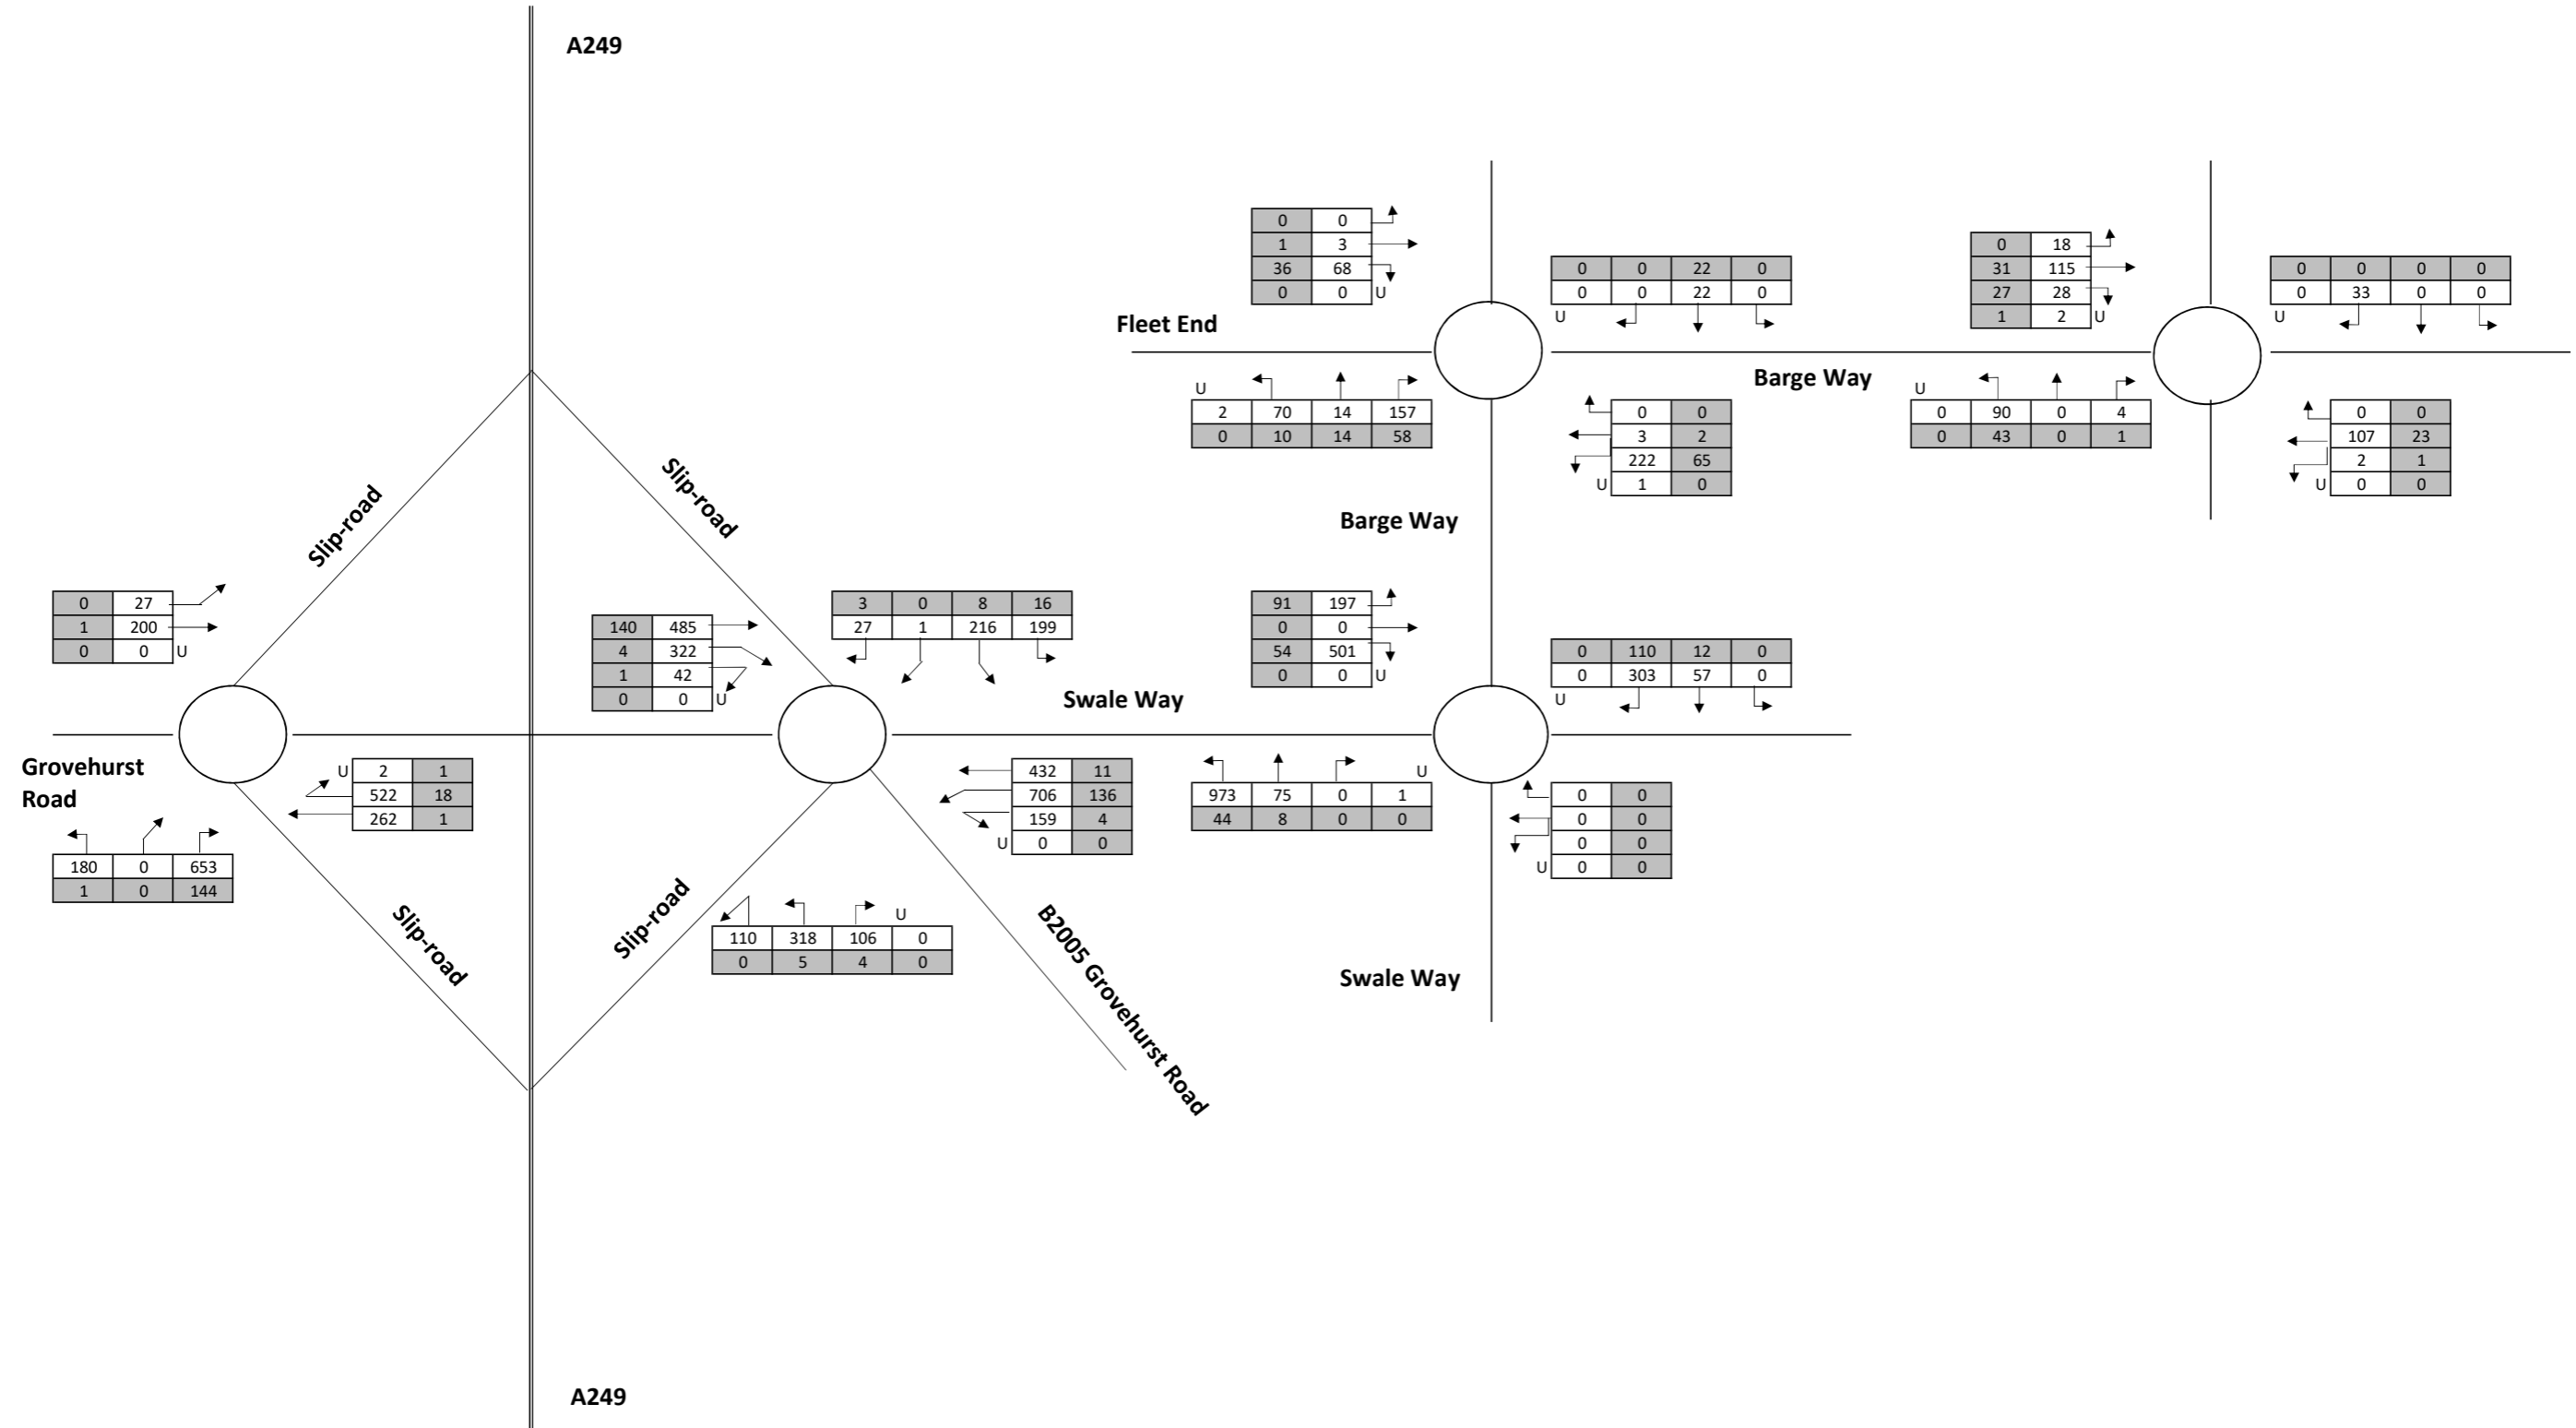 A249
0 0
1 3
36 68
0 0 U
0 0 22 0
0 0 22 0
U
0 18
31 115
27 28
1 2 U
0 0 0 0
0 33 0 0
U
Fleet End
Barge Way
U
2 70 14 157
0 10 14 58
0 0
3 2
222 65
U 1 0
U
0 90 0 4
0 43 0 1
0 0
107 23
2 1
U 0 0
Slip-road
Slip-road
Barge Way
0 27
1 200
0 0 U
140 485
4 322
1 42
0 0 U
3 0 8 16
27 1 216 199
91 197
0 0
54 501
0 0 U
0 110 12 0
0 303 57 0
U
Swale Way
Grovehurst
Road
U 2 1
522 18
262 1
432 11
706 136
159 4
U 0 0
U
973 75 0 1
44 8 0 0
0 0
0 0
0 0
U 0 0
180 0 653
1 0 144
Slip-road
Slip-road
U
110 318 106 0
0 5 4 0
B2005 Grovehurst Road
Swale Way
A249